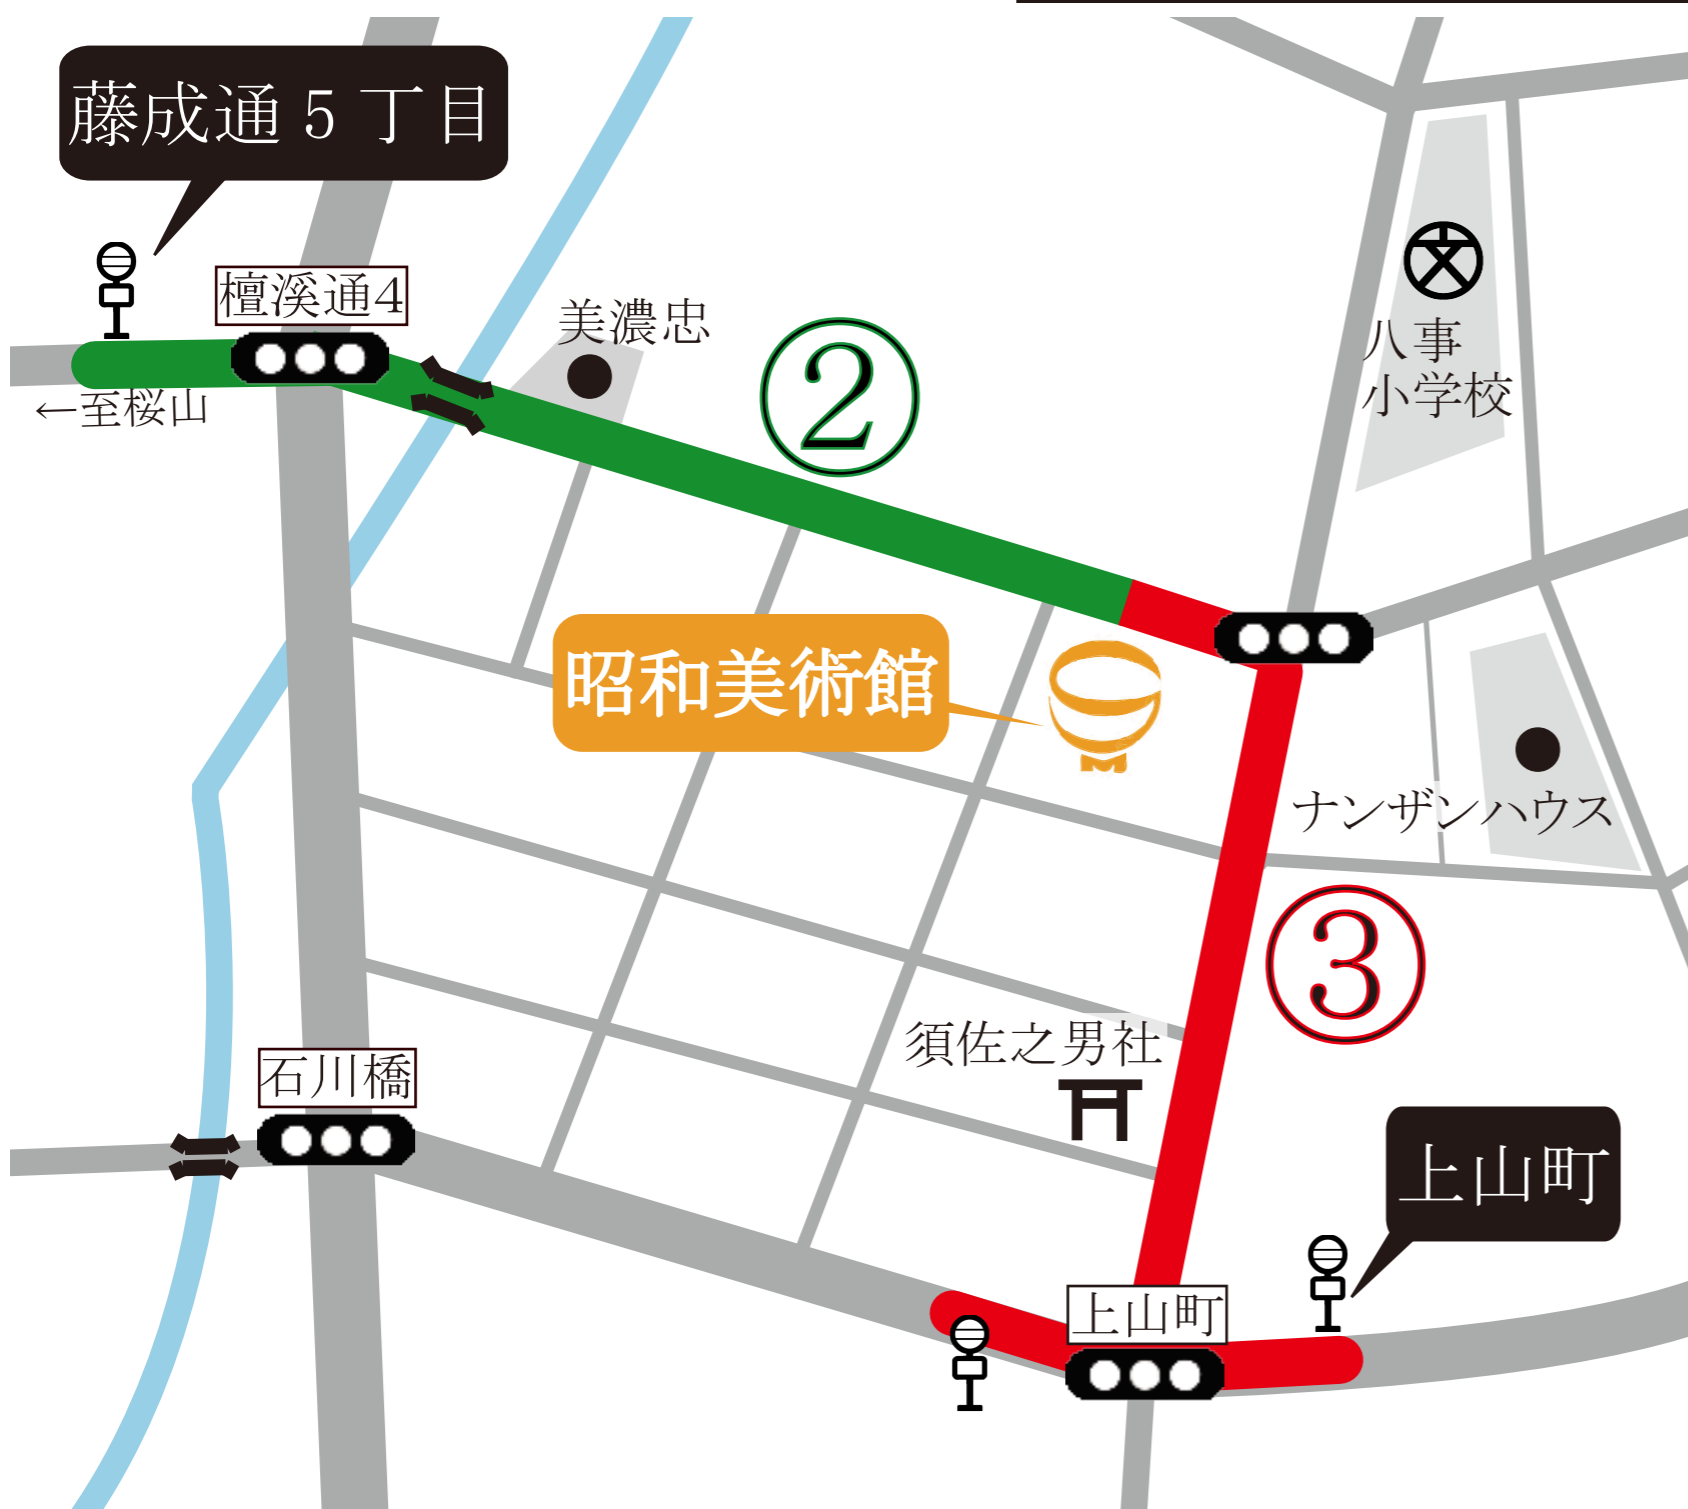 藤成通5丁目
檀溪通4
美濃忠
②
←至桜山
八事
小学校
昭和美術館
ナンザンハウス
③
須佐之男社
石川橋
上山町
上山町